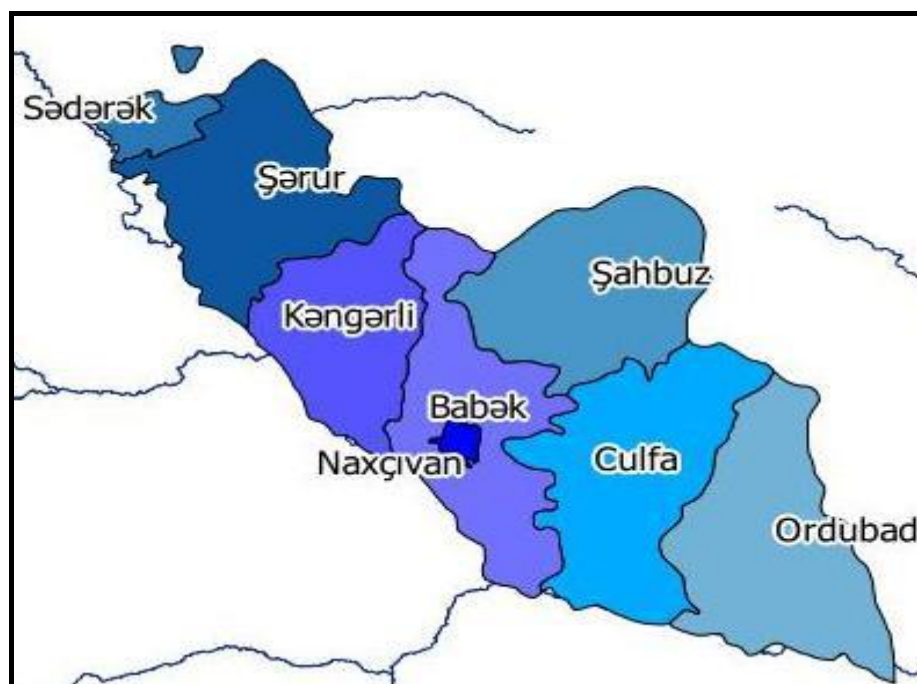 Sədərək
Şərur
Şahbuz
Kəngərli
Babək
Naxçıvan
Culfa
Ordubad